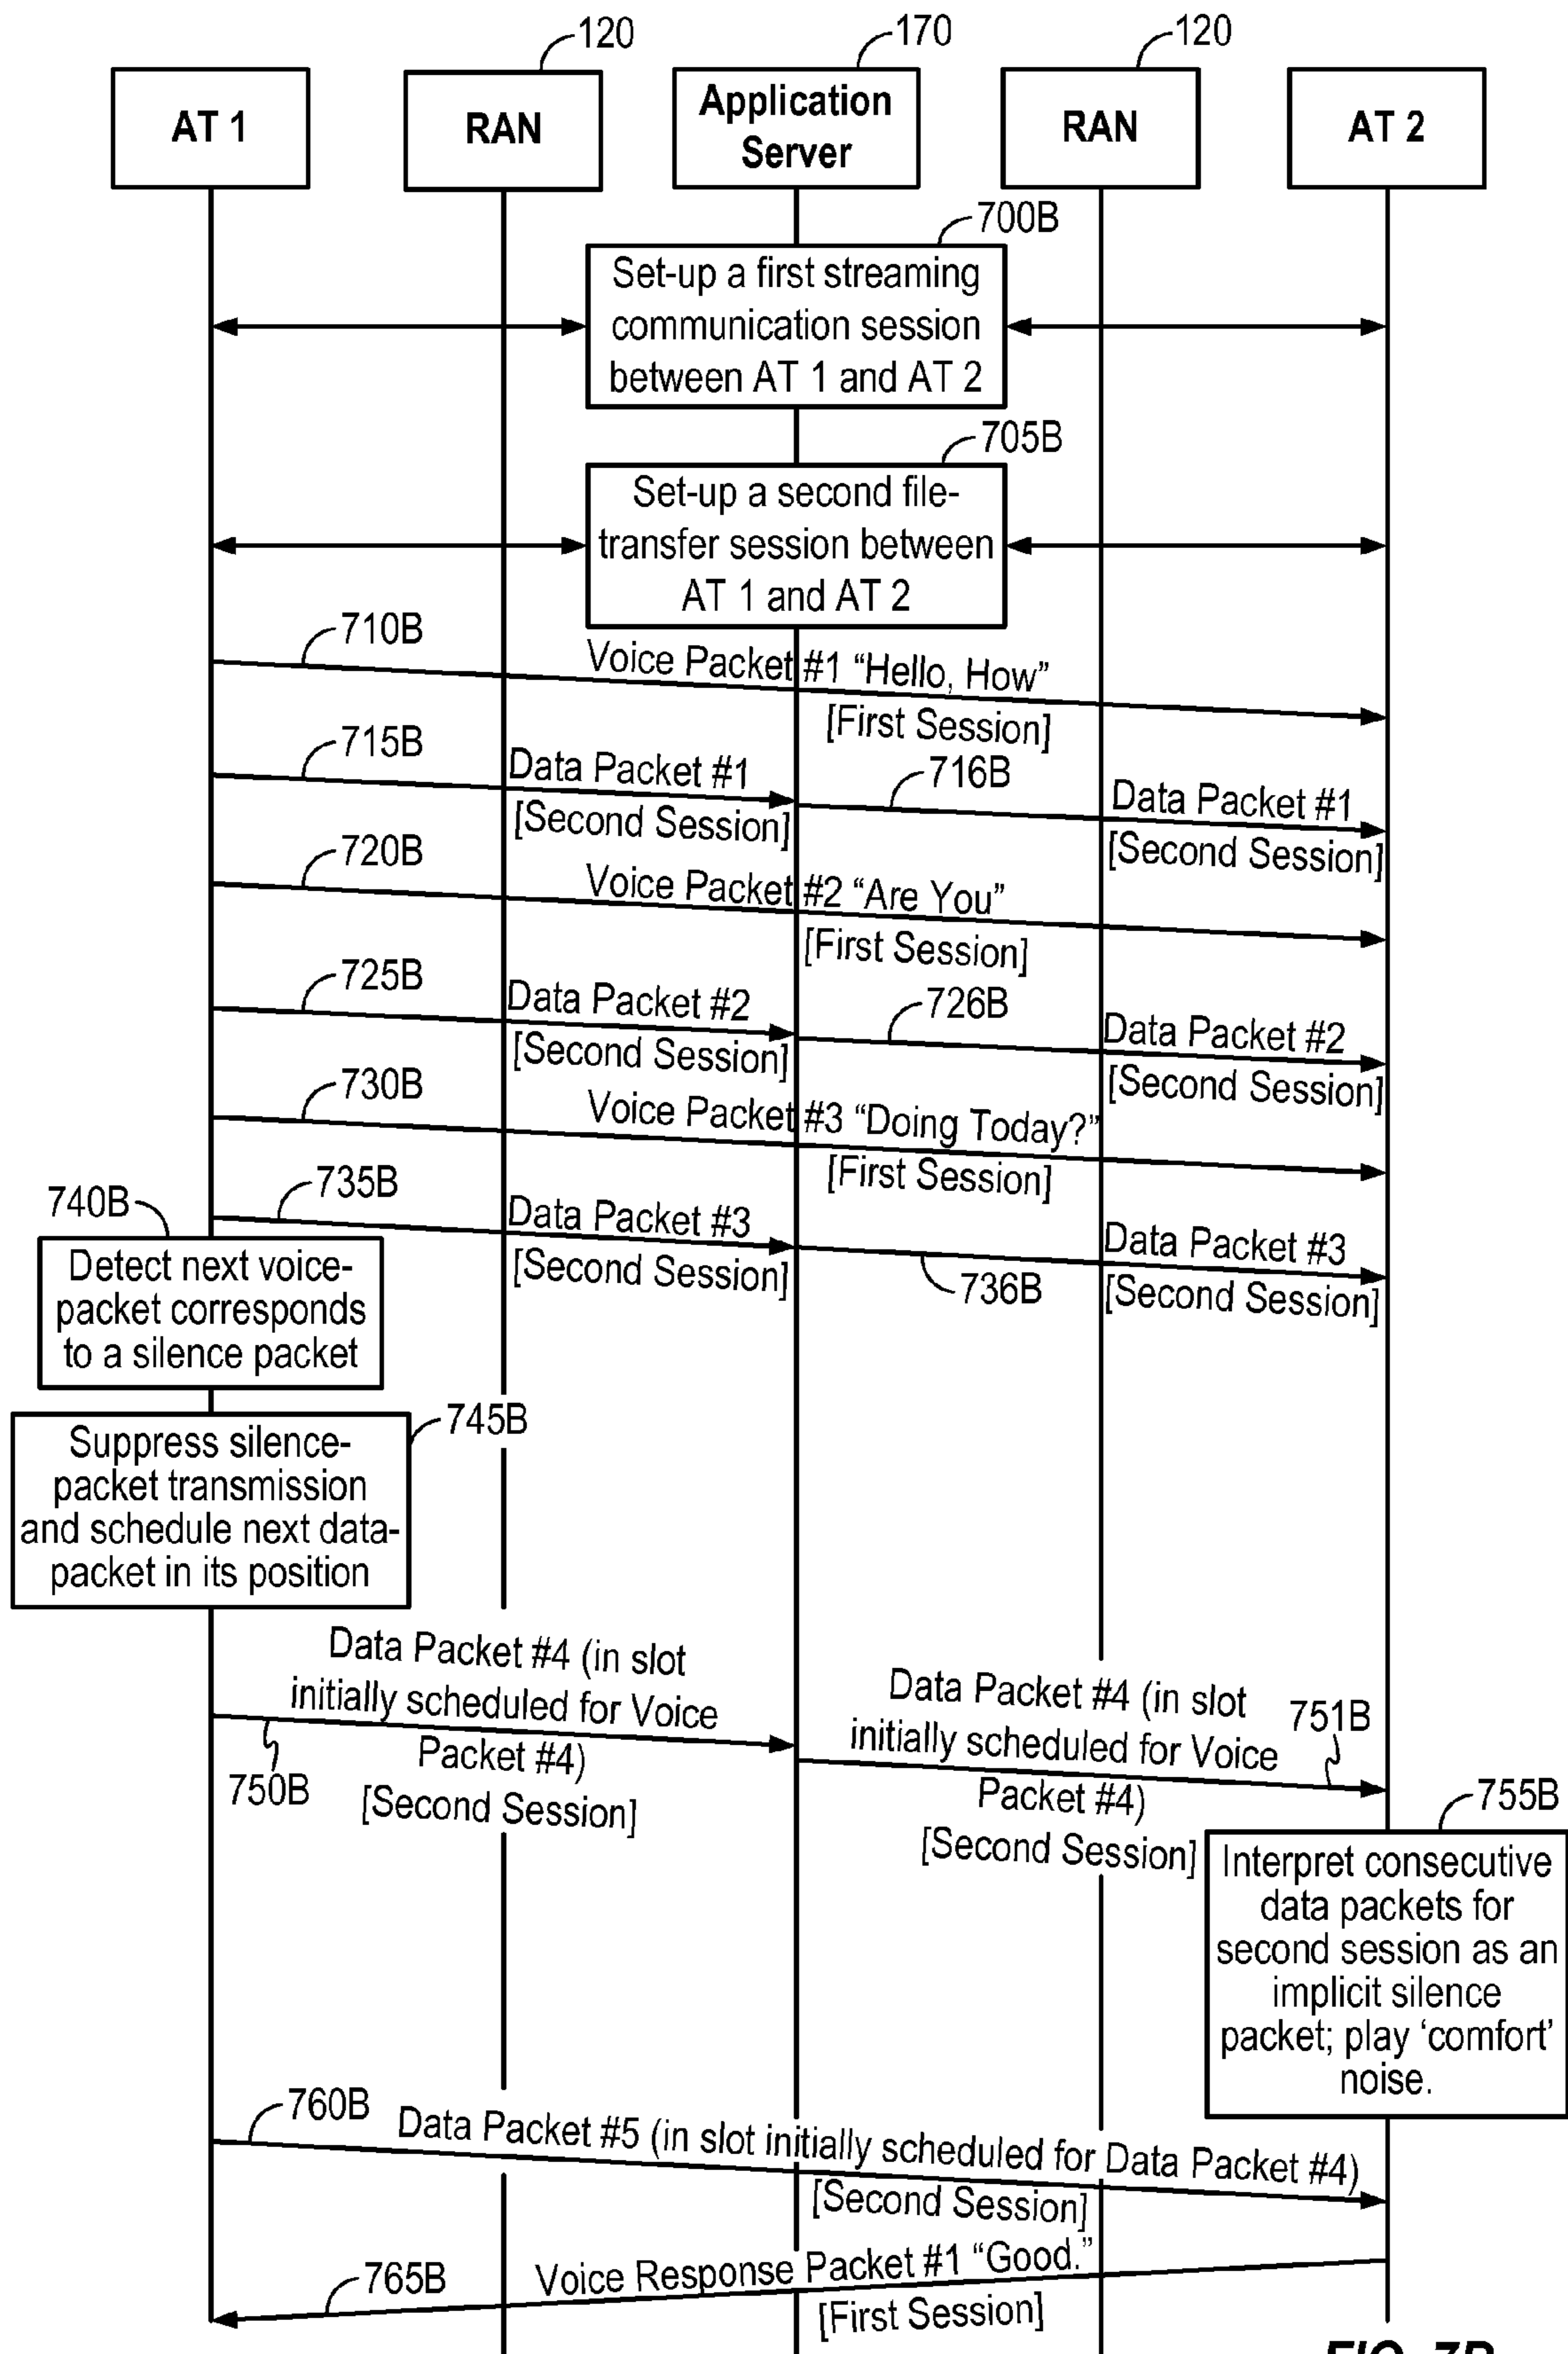 120
170
120
AT 1
RAN
Application
Server
RAN
AT 2
700B
Set-up a first streaming
communication session
between AT 1 and AT 2
705B
Set-up a second file-
transfer session between
AT 1 and AT 2
710B
Voice Packet #1 “Hello, How”
[First Session]
715B
Data Packet #1
[Second Session]
716B
Data Packet #1
[Second Session]
720B
Voice Packet #2 “Are You”
[First Session]
725B
Data Packet #2
[Second Session]
726B
Data Packet #2
[Second Session]
730B
Voice Packet #3 “Doing Today?”
[First Session]
735B
Data Packet #3
[Second Session]
736B
Data Packet #3
[Second Session]
740B
Detect next voice-
packet corresponds
to a silence packet
745B
Suppress silence-
packet transmission
and schedule next data-
packet in its position
Data Packet #4 (in slot
initially scheduled for Voice
Packet #4)
[Second Session]
750B
Data Packet #4 (in slot
initially scheduled for Voice
Packet #4)
[Second Session]
751B
755B
Interpret consecutive
data packets for
second session as an
implicit silence
packet; play ‘comfort’
noise.
760B
Data Packet #5 (in slot initially scheduled for Data Packet #4)
[Second Session]
765B
Voice Response Packet #1 “Good.”
[First Session]